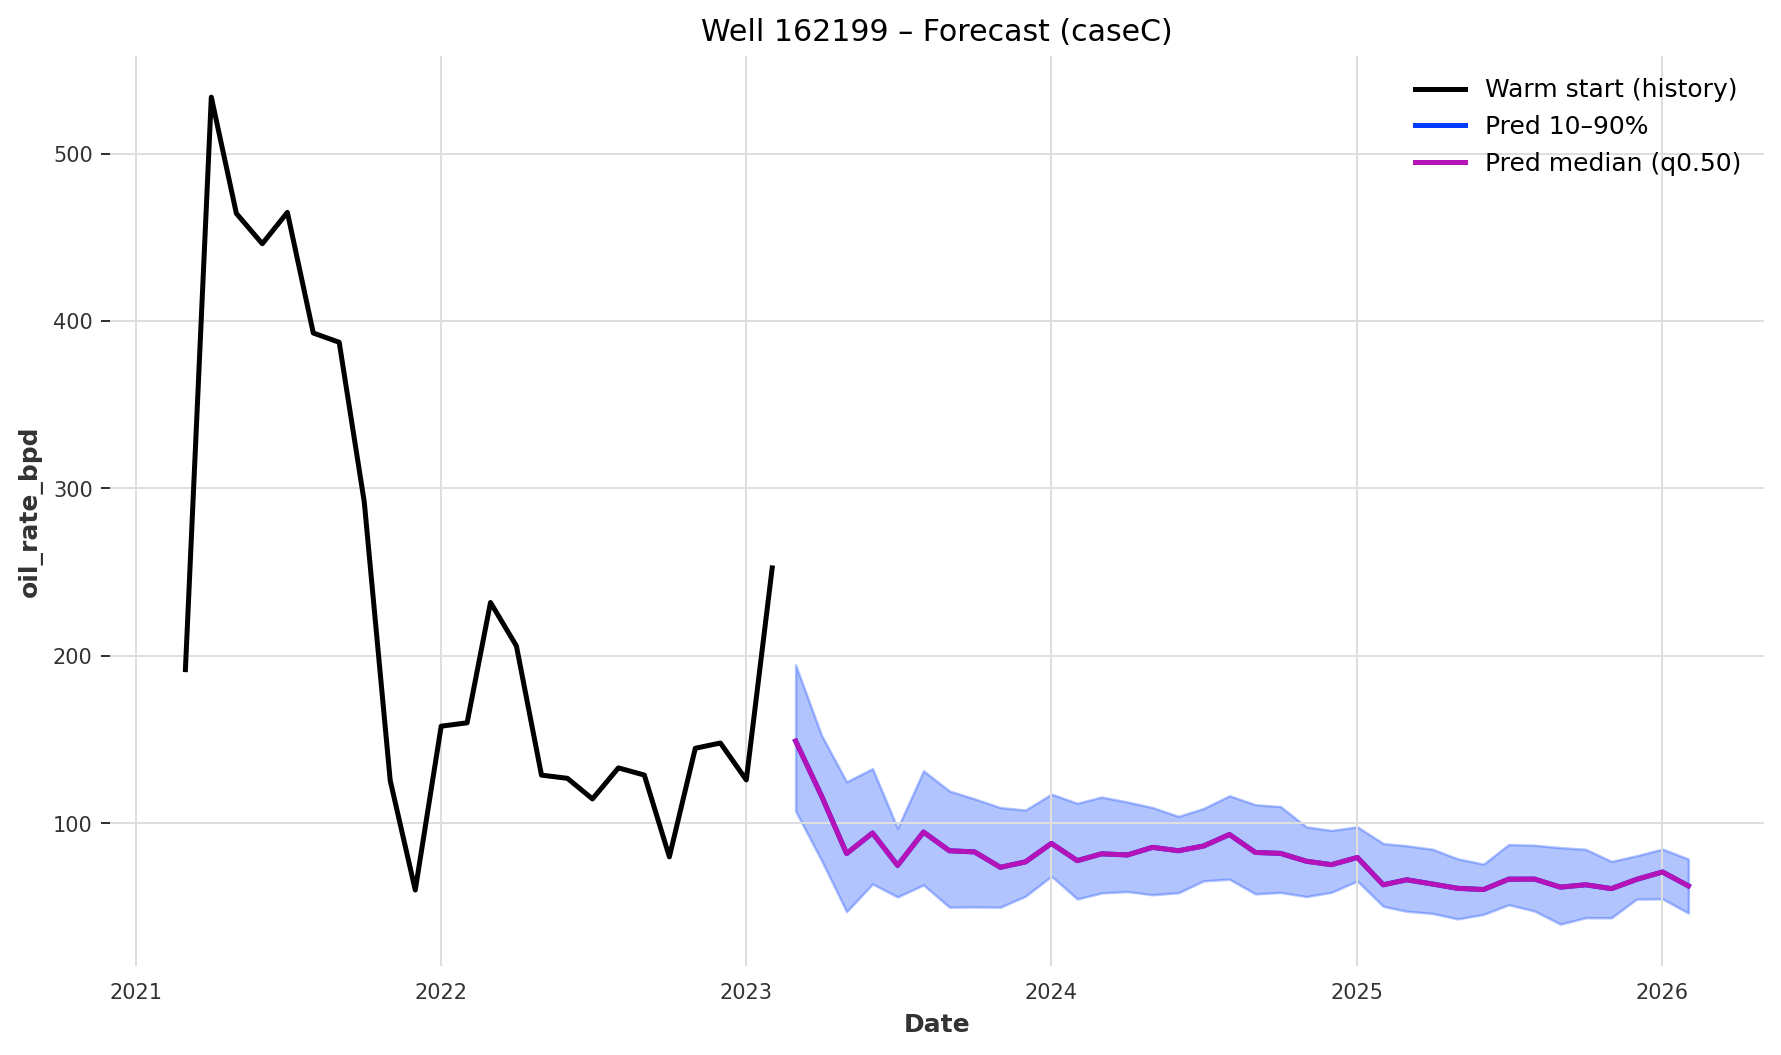 Well 162199 – Forecast (caseC)
Warm start (history)
Pred 10–90%
Pred median (q0.50)
oil_rate_bpd
500
400
300
200
100
2021
2022
2023
2024
2025
2026
Date